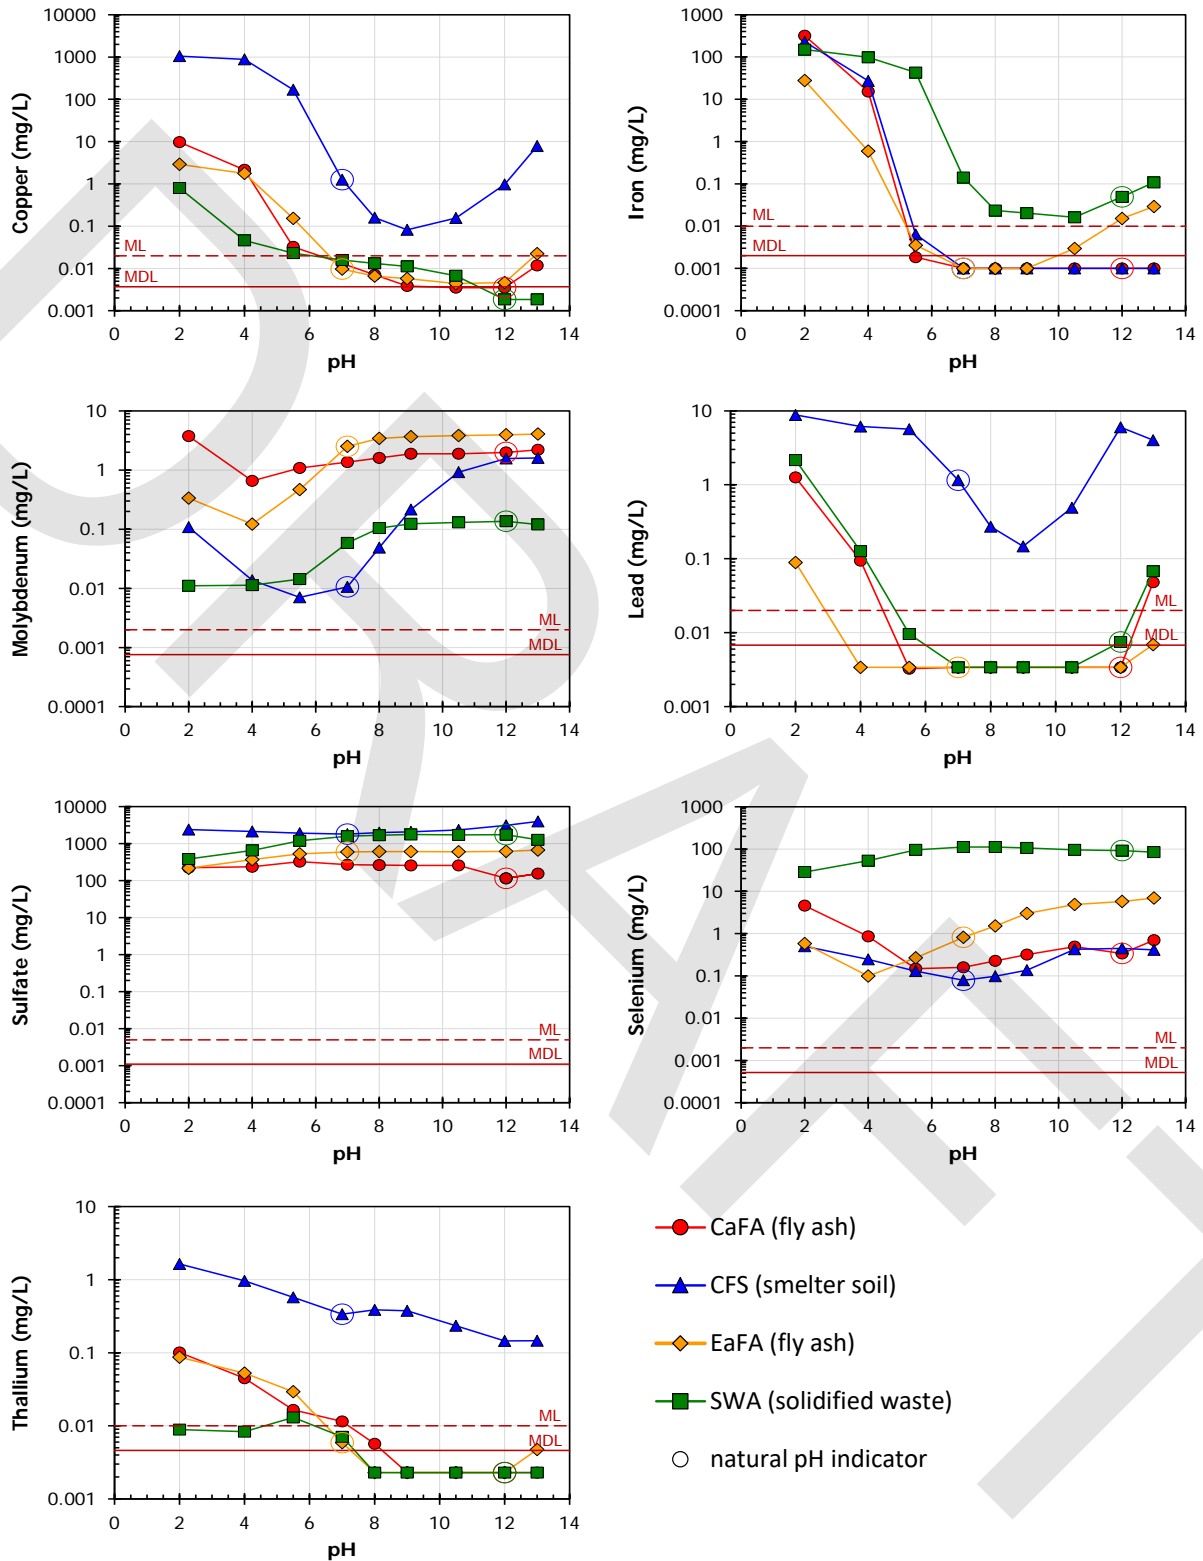 10000
1000
100
10
1
0.1
0.01
0.001
0.0001
Copper (mg/L)
ML
MDL
0 2 4 6 8 10 12 14
pH
1000
100
10
1
0.1
0.01
0.001
0.0001
Iron (mg/L)
ML
MDL
0 2 4 6 8 10 12 14
pH
10
1
0.1
0.01
0.001
0.0001
Molybdenum (mg/L)
ML
MDL
0 2 4 6 8 10 12 14
pH
10
1
0.1
0.01
0.001
Lead (mg/L)
ML
MDL
0 2 4 6 8 10 12 14
pH
10000
1000
100
10
1
0.1
0.01
0.001
0.0001
Sulfate (mg/L)
ML
MDL
0 2 4 6 8 10 12 14
pH
1000
100
10
1
0.1
0.01
0.001
0.0001
Selenium (mg/L)
ML
MDL
0 2 4 6 8 10 12 14
pH
10
1
0.1
0.01
0.001
Thallium (mg/L)
ML
MDL
0 2 4 6 8 10 12 14
pH
CaFA (fly ash)
CFS (smelter soil)
EaFA (fly ash)
SWA (solidified waste)
natural pH indicator
DRAFT